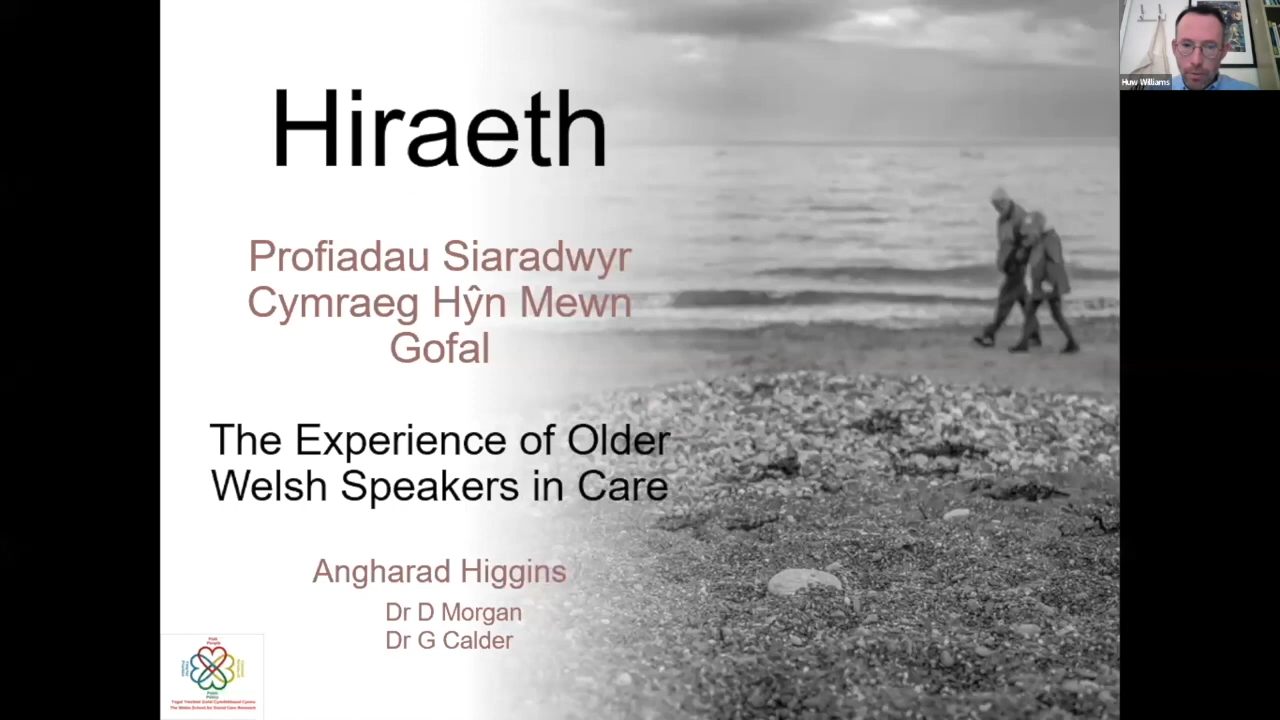 Hiraeth
Profiadau Siaradwyr
Cymraeg Hŷn Mewn
Gofal
The Experience of Older
Welsh Speakers in Care
Angharad Higgins
Dr D Morgan
Dr G Calder
Huw Williams